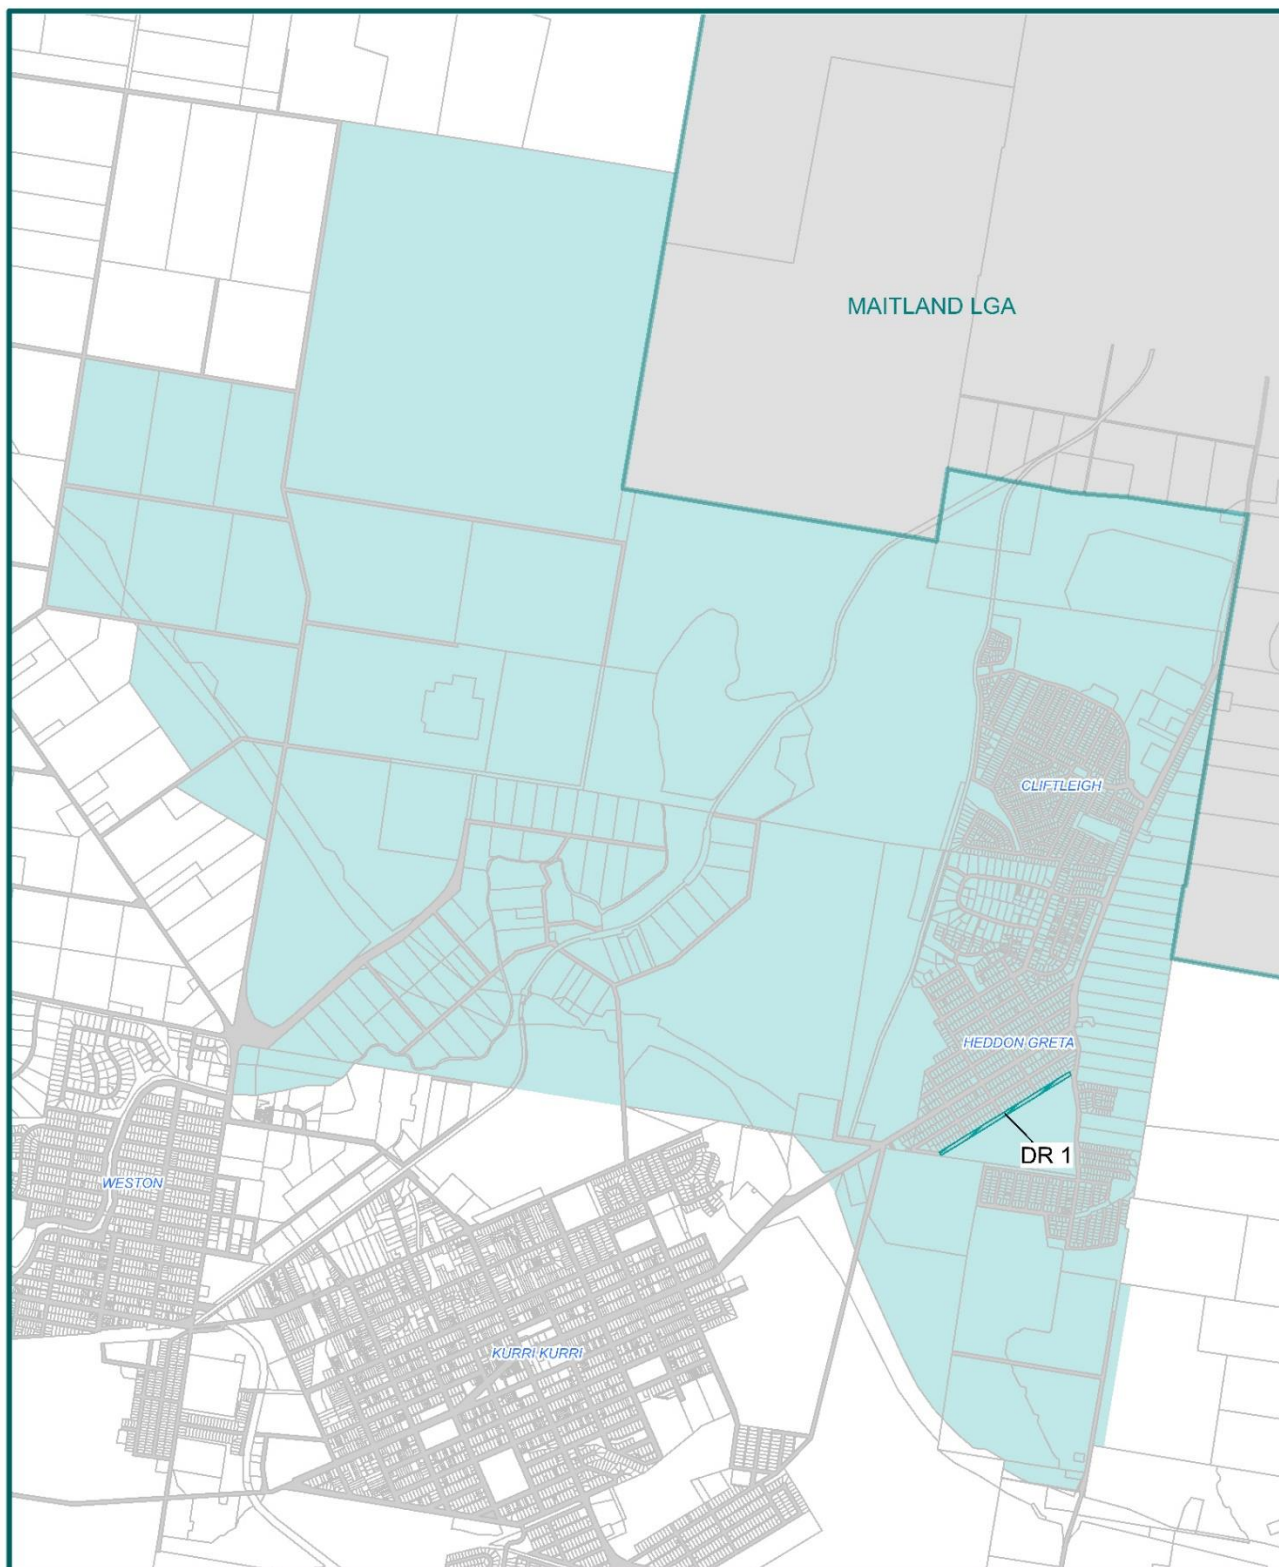 MAITLAND LGA
CLIFTLEIGH
HEDDON GRETA
DR 1
WESTON
KURRI KURRI